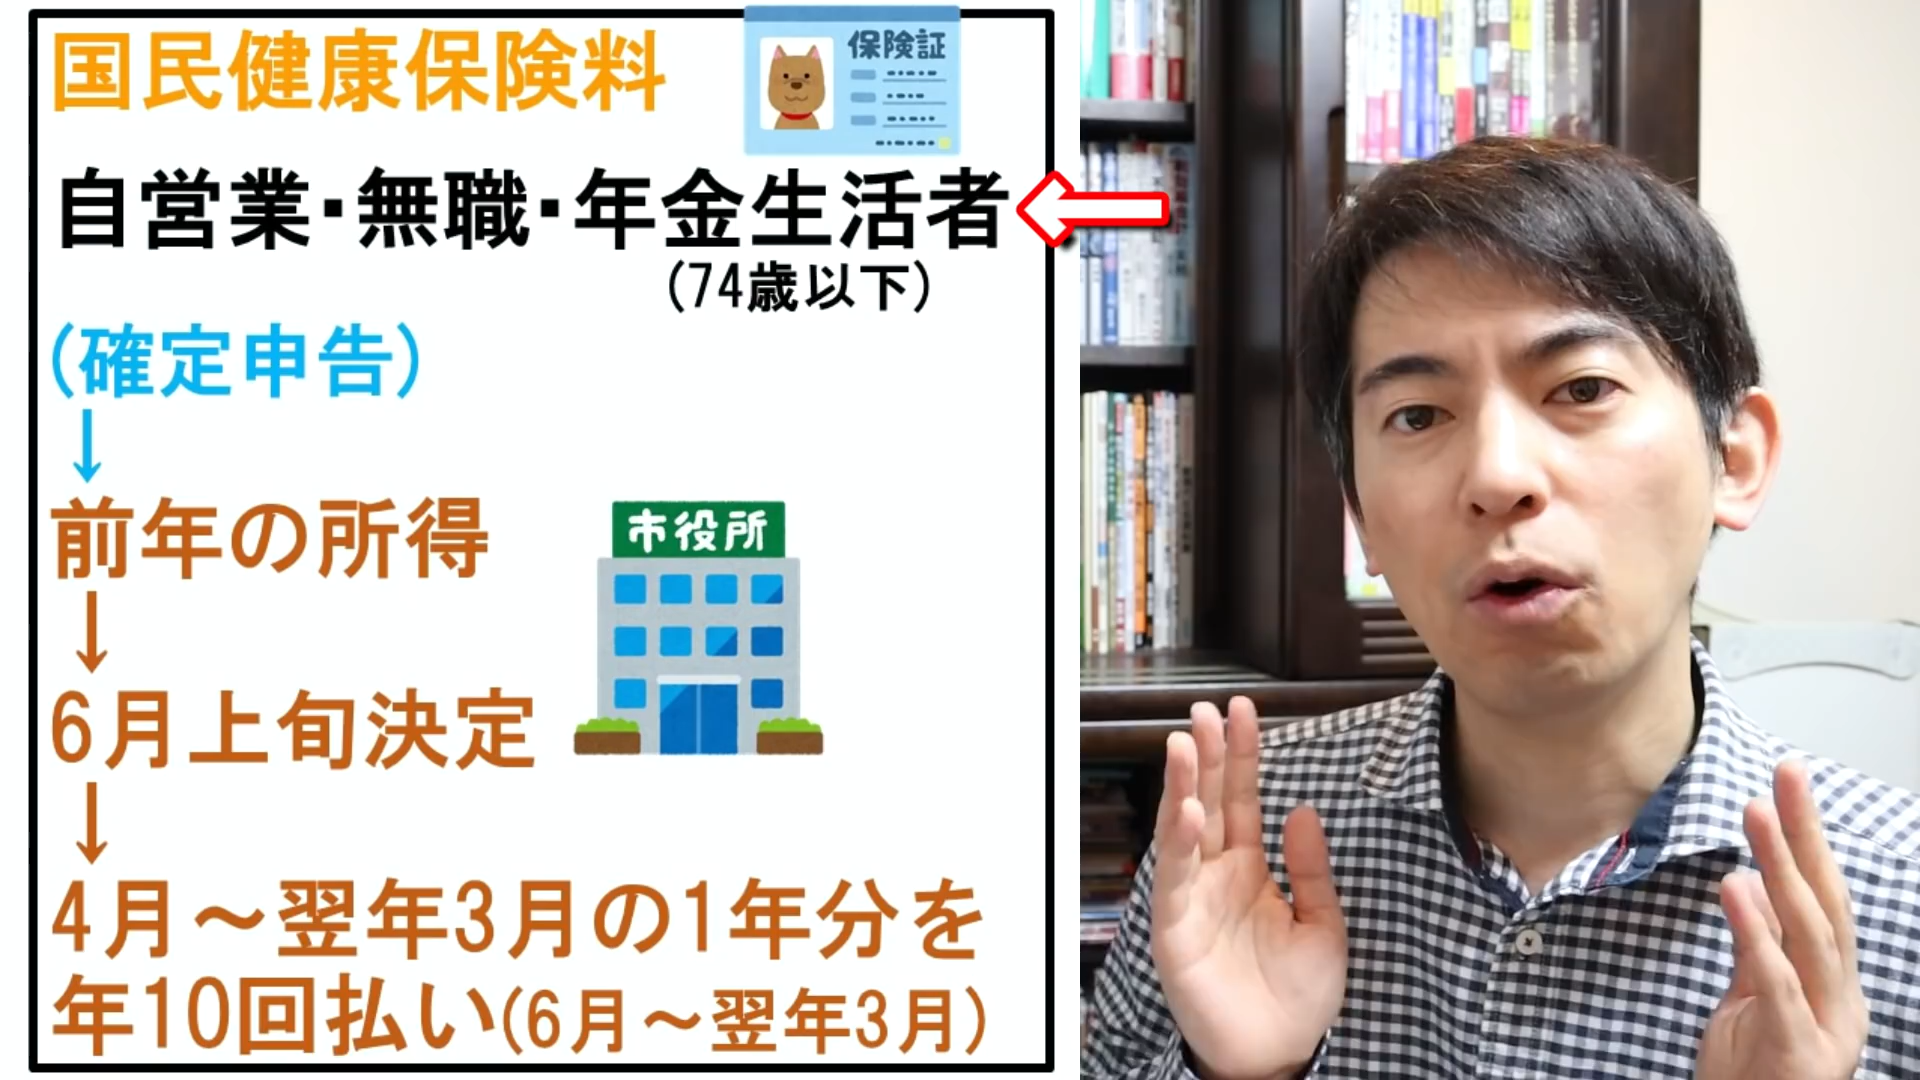 国民健康保険料
保険証
自営業・無職・年金生活者
(74歳以下)
(確定申告)
↓
前年の所得
市役所
↓
6月上旬決定
↓
4月～翌年3月の1年分を
年10回払い(6月～翌年3月)